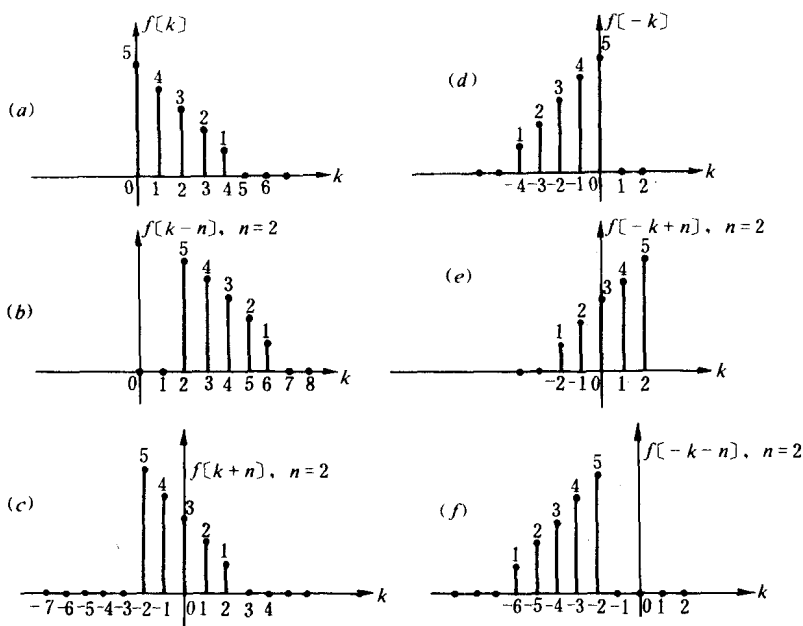 f[k]
5
4
3
2
1
(a)
0 1 2 3 4 5 6 k
f[-k]
5
4
3
2
1
(d)
-4 -3 -2 -1 0 1 2 k
f[k-n], n=2
5
4
3
2
1
(b)
0 1 2 3 4 5 6 7 8 k
f[-k+n], n=2
5
4
3
2
1
(e)
-2 -1 0 1 2 k
f[k+n], n=2
5
4
3
2
1
(c)
-7 -6 -5 -4 -3 -2 -1 0 1 2 3 4 k
f[-k-n], n=2
5
4
3
2
1
(f)
-6 -5 -4 -3 -2 -1 0 1 2 k